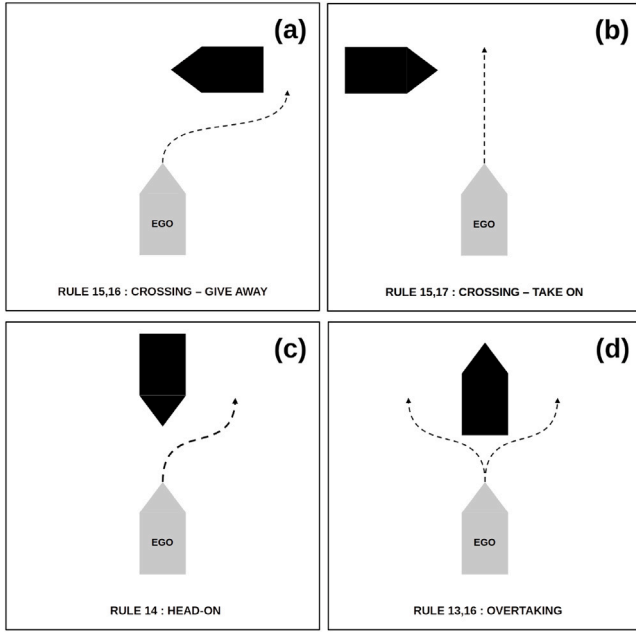 (a)
EGO
RULE 15,16 : CROSSING – GIVE AWAY
(b)
EGO
RULE 15,17 : CROSSING – TAKE ON
(c)
EGO
RULE 14 : HEAD-ON
(d)
EGO
RULE 13,16 : OVERTAKING